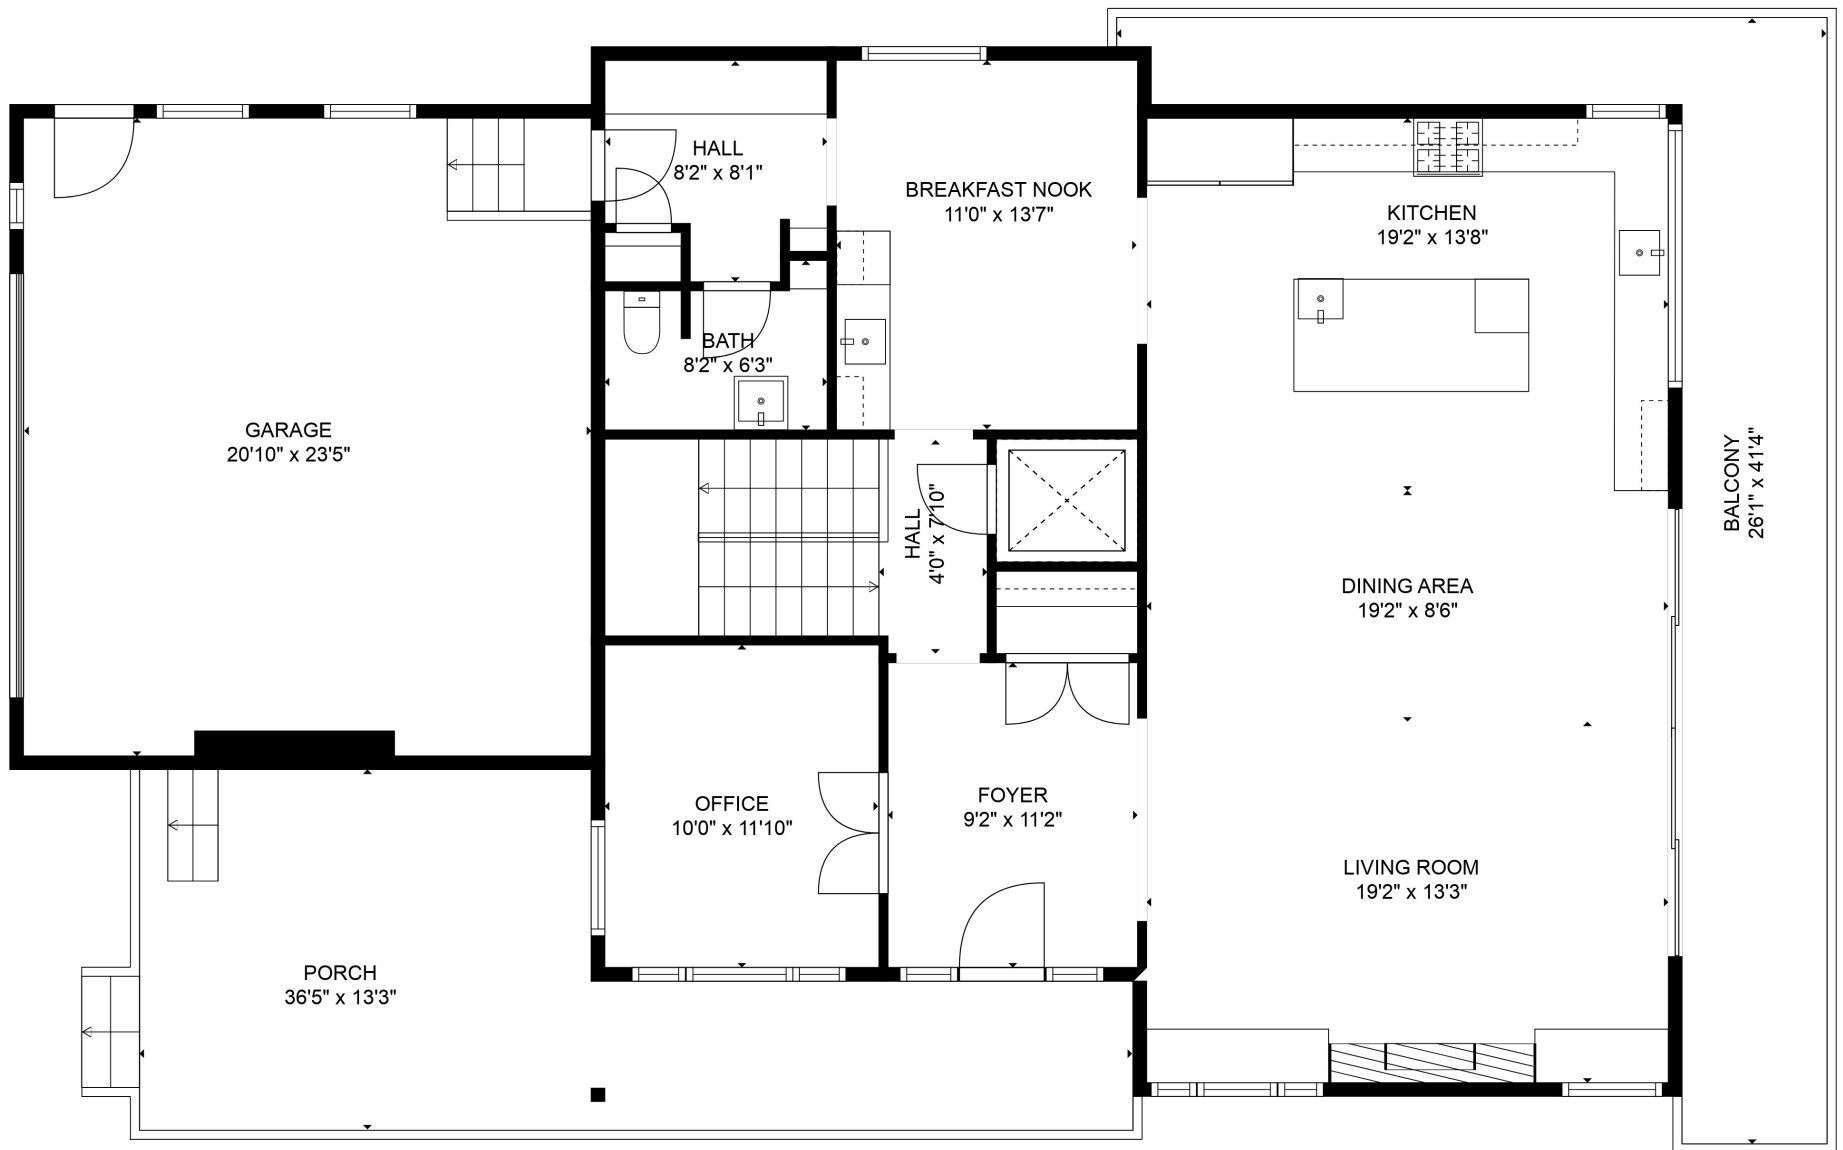 HALL
8'2" x 8'1"
BREAKFAST NOOK
11'0" x 13'7"
KITCHEN
19'2" x 13'8"
BATH
8'2" x 6'3"
GARAGE
20'10" x 23'5"
HALL
4'0" x 7'10"
BALCONY
26'1" x 41'4"
DINING AREA
19'2" x 8'6"
OFFICE
10'0" x 11'10"
FOYER
9'2" x 11'2"
LIVING ROOM
19'2" x 13'3"
PORCH
36'5" x 13'3"